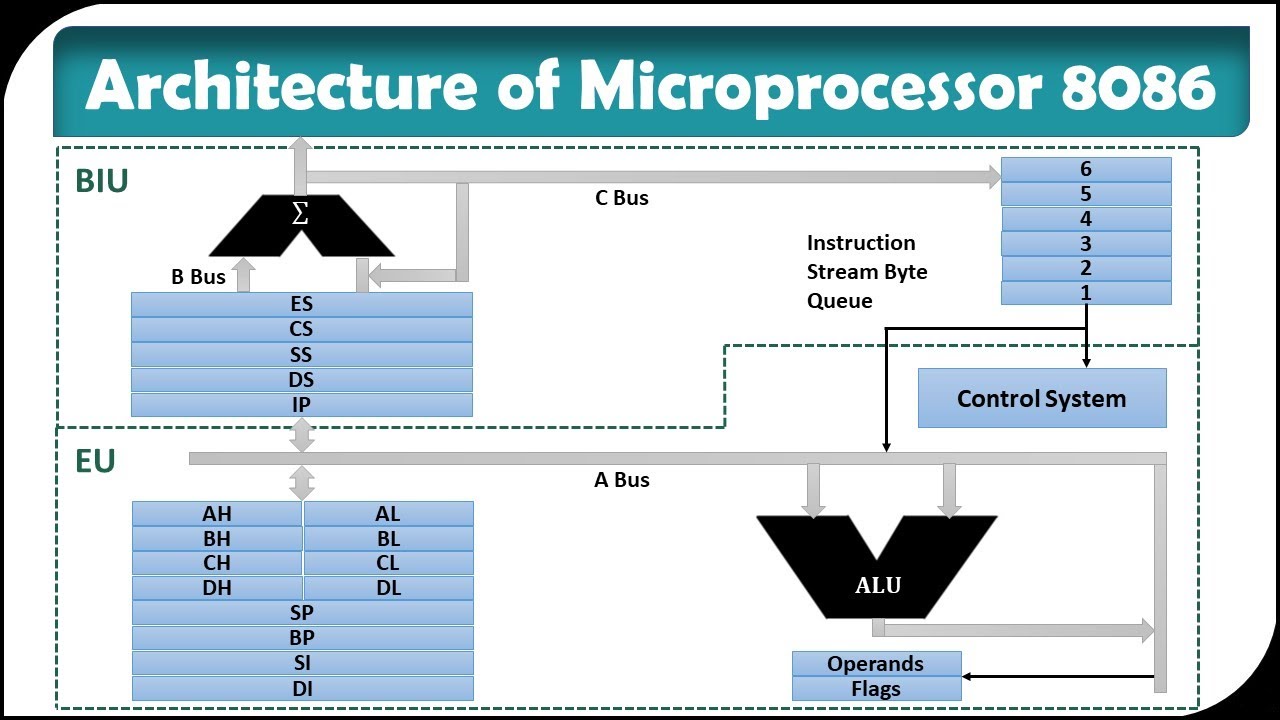 Architecture of Microprocessor 8086
BIU
Σ
C Bus
6
5
4
3
2
1
Instruction
Stream Byte
Queue
B Bus
ES
CS
SS
DS
IP
Control System
EU
A Bus
AH AL
BH BL
CH CL
DH DL
SP
BP
SI
DI
ALU
Operands
Flags